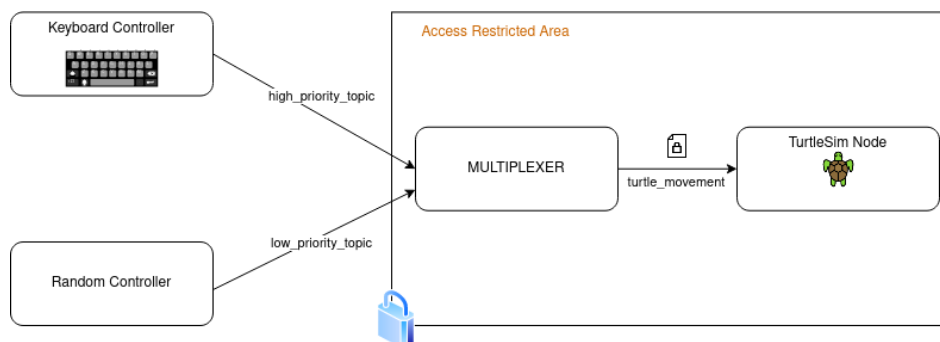 Keyboard Controller
Access Restricted Area
high_priority_topic
MULTIPLEXER
turtle_movement
TurtleSim Node
low_priority_topic
Random Controller